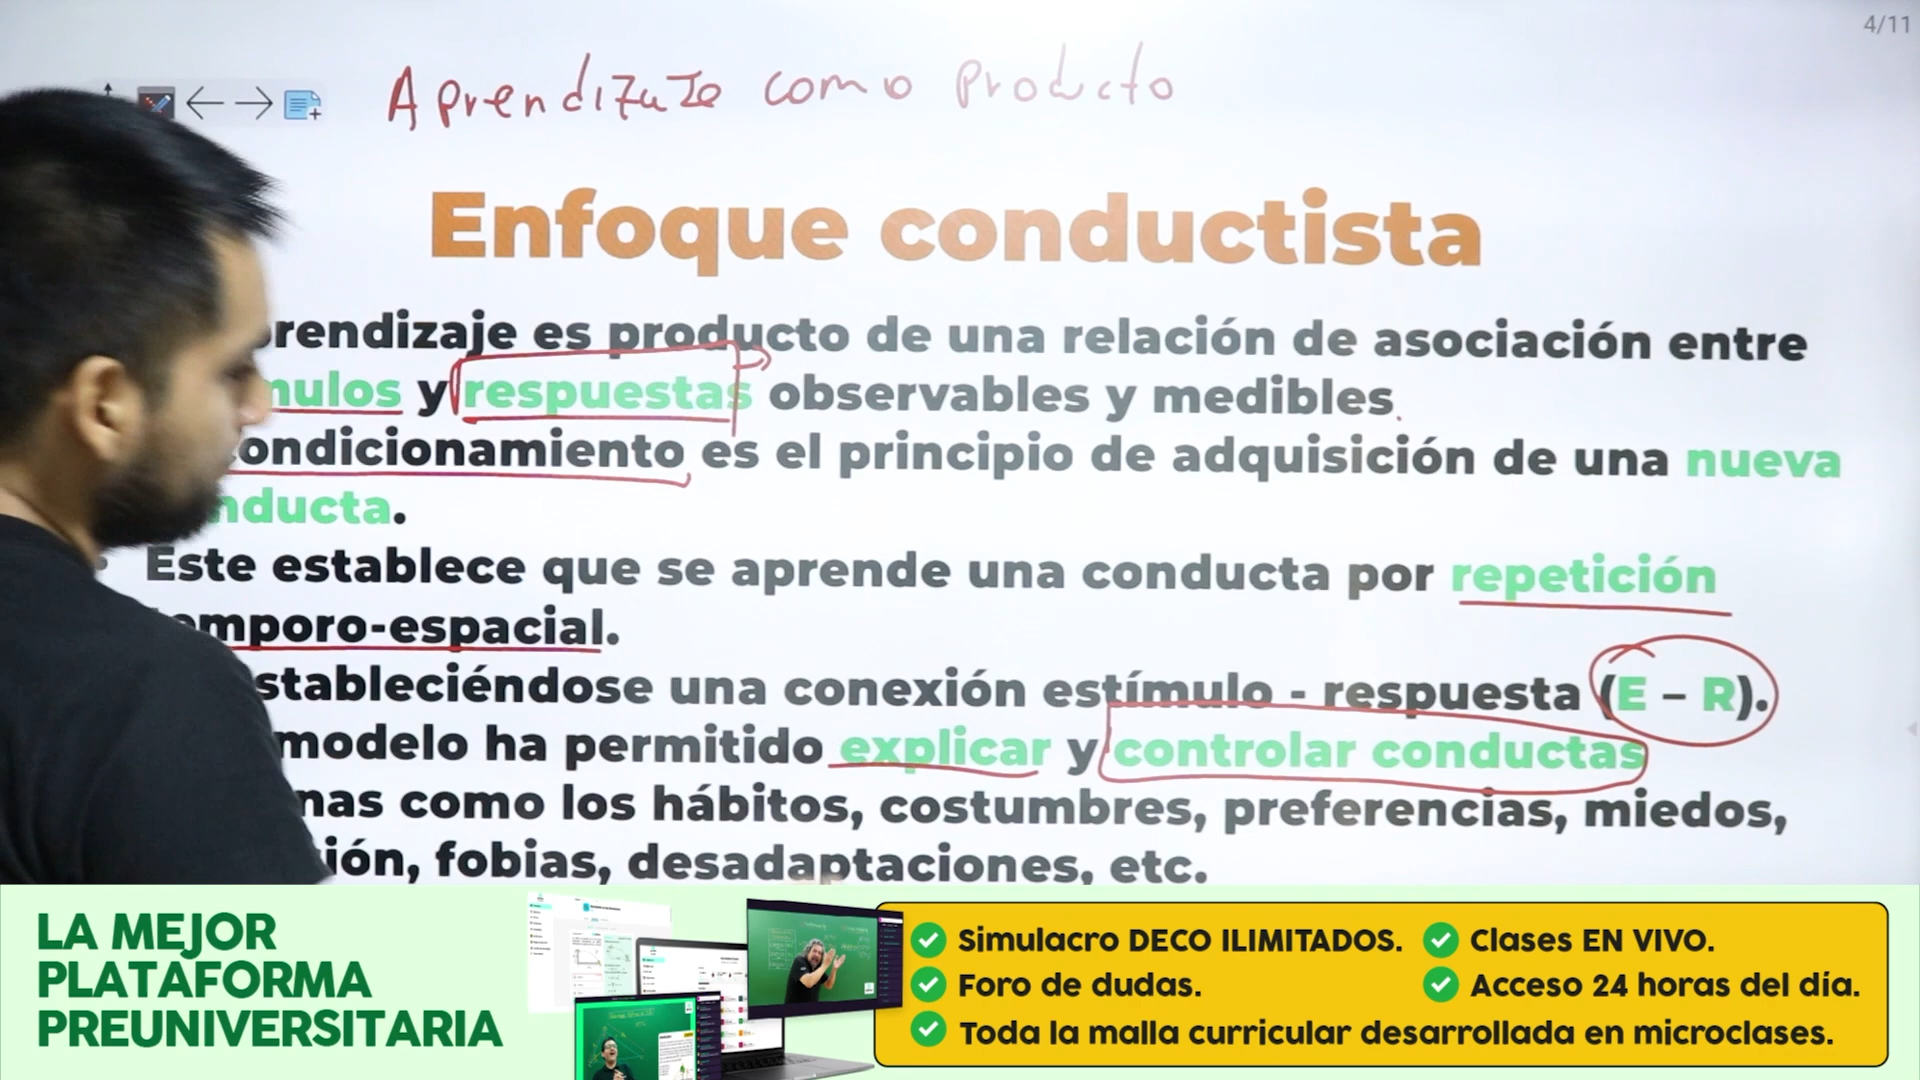 4/11
Aprendizaje como producto
Enfoque conductista
rendizaje es producto de una relación de asociación entre
mulos y respuestas observables y medibles.
ondicionamiento es el principio de adquisición de una nueva
nducta.
Este establece que se aprende una conducta por repetición
mporo-espacial.
stableciéndose una conexión estímulo - respuesta (E – R).
modelo ha permitido explicar y controlar conductas
nas como los hábitos, costumbres, preferencias, miedos,
ión, fobias, desadaptaciones, etc.
LA MEJOR
PLATAFORMA
PREUNIVERSITARIA
Simulacro DECO ILIMITADOS.
Clases EN VIVO.
Foro de dudas.
Acceso 24 horas del día.
Toda la malla curricular desarrollada en microclases.